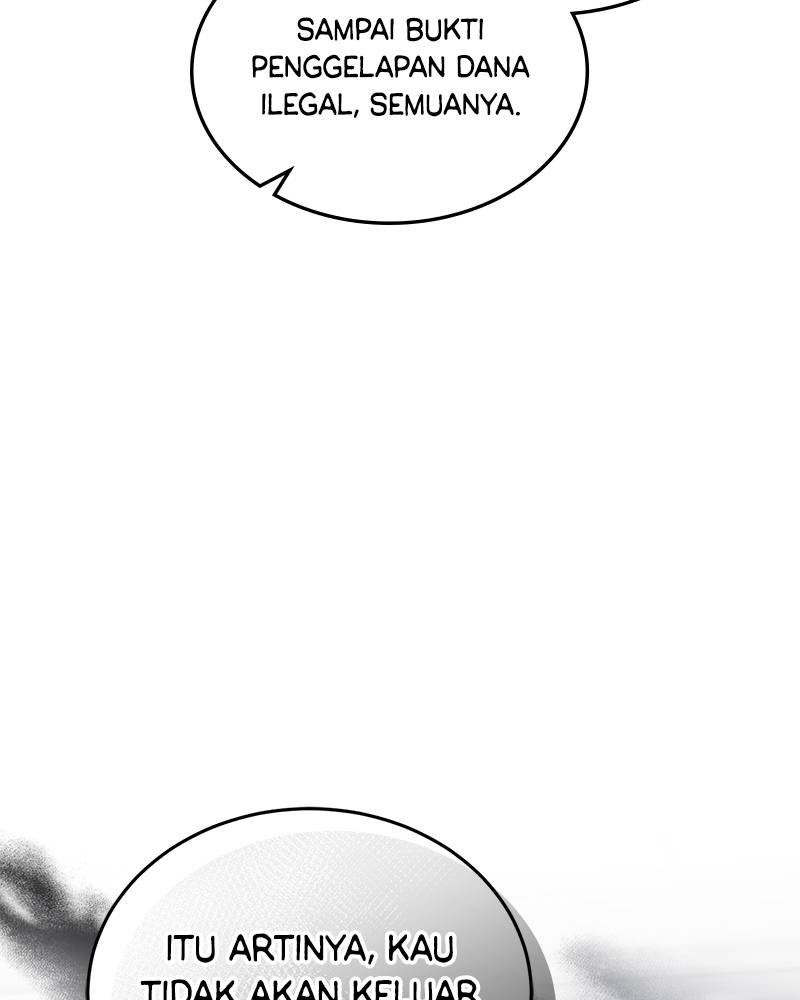 SAMPAI BUKTI
PENGGELAPAN DANA
ILEGAL, SEMUANYA.
ITU ARTINYA, KAU
TIDAK AKAN KELUAR